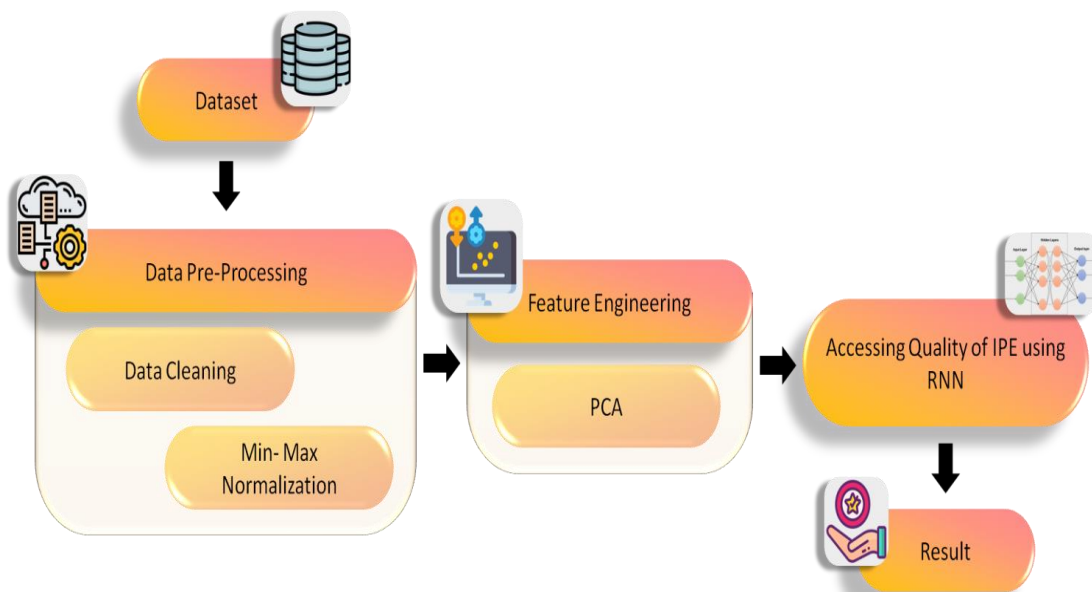 Dataset
Data Pre-Processing
Data Cleaning
Min- Max
Normalization
Feature Engineering
PCA
Accessing Quality of IPE using
RNN
Result